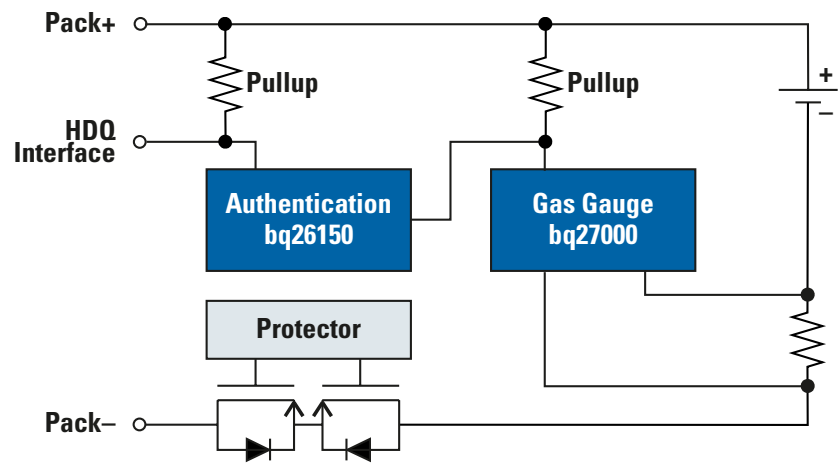 Pack+
Pullup
Pullup
+
–
HDQ
Interface
Authentication
bq26150
Gas Gauge
bq27000
Protector
Pack–